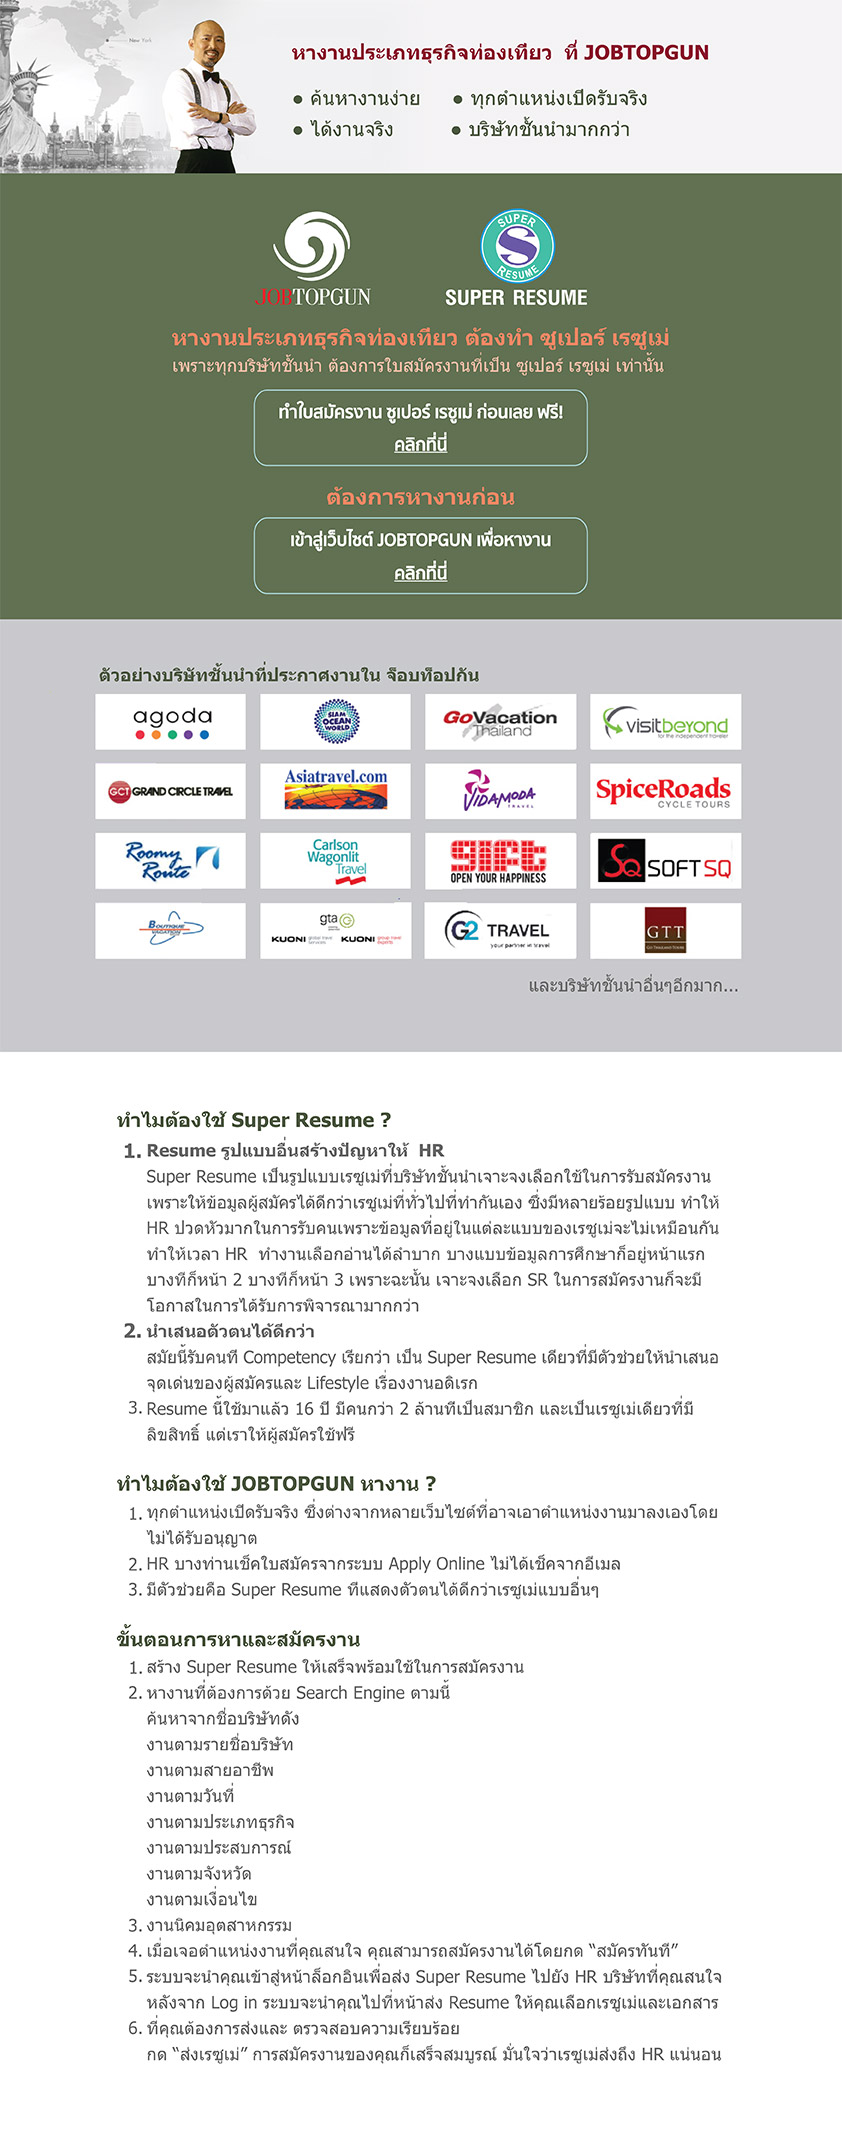 New York
หางานประเภทธุรกิจท่องเที่ยว ที่ JOBTOPGUN
● ค้นหางานง่าย ● ทุกตำแหน่งเปิดรับจริง
● ได้งานจริง ● บริษัทชั้นนำมากกว่า
SUPER
S
RESUME
JOBTOPGUN SUPER RESUME
หางานประเภทธุรกิจท่องเที่ยว ต้องทำ ซูเปอร์ เรซูเม่
เพราะทุกบริษัทชั้นนำ ต้องการใบสมัครงานที่เป็น ซูเปอร์ เรซูเม่ เท่านั้น
ทำใบสมัครงาน ซูเปอร์ เรซูเม่ ก่อนเลย ฟรี!
คลิกที่นี่
ต้องการหางานก่อน
เข้าสู่เว็บไซต์ JOBTOPGUN เพื่อหางาน
คลิกที่นี่
ตัวอย่างบริษัทชั้นนำที่ประกาศงานใน จ็อบท็อปกัน
agoda
SIAM OCEAN WORLD
GoVacation Thailand
visitbeyond
for the independent traveler
GCT GRAND CIRCLE TRAVEL
Asiatravel.com
VIDAMODA TRAVEL
SpiceRoads
CYCLE TOURS
Roomy Route
Carlson Wagonlit Travel
gift
OPEN YOUR HAPPINESS
SQ SOFTSQ
BOUTIQUE VACATION
gta
KUONI global travel Services KUONI group travel Experts
G2 TRAVEL
your partner in travel
GTT
และบริษัทชั้นนำอื่นๆอีกมาก...
ทำไมต้องใช้ Super Resume ?
1. Resume รูปแบบอื่นสร้างปัญหาให้ HR
Super Resume เป็นรูปแบบเรซูเม่ที่บริษัทชั้นนำเจาะจงเลือกใช้ในการรับสมัครงาน
เพราะให้ข้อมูลผู้สมัครได้ดีกว่าเรซูเม่ที่ทั่วไปที่ทำกันเอง ซึ่งมีหลายร้อยรูปแบบ ทำให้
HR ปวดหัวมากในการรับคนเพราะข้อมูลที่อยู่ในแต่ละแบบของเรซูเม่จะไม่เหมือนกัน
ทำให้เวลา HR ทำงานเลือกอ่านได้ลำบาก บางแบบข้อมูลการศึกษาก็อยู่หน้าแรก
บางทีก็หน้า 2 บางทีก็หน้า 3 เพราะฉะนั้น เจาะจงเลือก SR ในการสมัครงานก็จะมี
โอกาสในการได้รับการพิจารณามากกว่า
2. นำเสนอตัวตนได้ดีกว่า
สมัยนี้รับคนที Competency เรียกว่า เป็น Super Resume เดียวที่มีตัวช่วยให้นำเสนอ
จุดเด่นของผู้สมัครและ Lifestyle เรื่องงานอดิเรก
3. Resume นี้ใช้มาแล้ว 16 ปี มีคนกว่า 2 ล้านทีเป็นสมาชิก และเป็นเรซูเม่เดียวที่มี
ลิขสิทธิ์ แต่เราให้ผู้สมัครใช้ฟรี
ทำไมต้องใช้ JOBTOPGUN หางาน ?
1. ทุกตำแหน่งเปิดรับจริง ซึ่งต่างจากหลายเว็บไซต์ที่อาจเอาตำแหน่งงานมาลงเองโดย
ไม่ได้รับอนุญาต
2. HR บางท่านเช็คใบสมัครจากระบบ Apply Online ไม่ได้เช็คจากอีเมล
3. มีตัวช่วยคือ Super Resume ทีแสดงตัวตนได้ดีกว่าเรซูเม่แบบอื่นๆ
ขั้นตอนการหาและสมัครงาน
1. สร้าง Super Resume ให้เสร็จพร้อมใช้ในการสมัครงาน
2. หางานที่ต้องการด้วย Search Engine ตามนี้
ค้นหาจากชื่อบริษัทดัง
งานตามรายชื่อบริษัท
งานตามสายอาชีพ
งานตามวันที่
งานตามประเภทธุรกิจ
งานตามประสบการณ์
งานตามจังหวัด
งานตามเงื่อนไข
3. งานนิคมอุตสาหกรรม
4. เมื่อเจอตำแหน่งงานที่คุณสนใจ คุณสามารถสมัครงานได้โดยกด “สมัครทันที”
5. ระบบจะนำคุณเข้าสู่หน้าล็อกอินเพื่อส่ง Super Resume ไปยัง HR บริษัทที่คุณสนใจ
หลังจาก Log in ระบบจะนำคุณไปที่หน้าส่ง Resume ให้คุณเลือกเรซูเม่และเอกสาร
6. ที่คุณต้องการส่งและ ตรวจสอบความเรียบร้อย
กด “ส่งเรซูเม่” การสมัครงานของคุณก็เสร็จสมบูรณ์ มั่นใจว่าเรซูเม่ส่งถึง HR แน่นอน